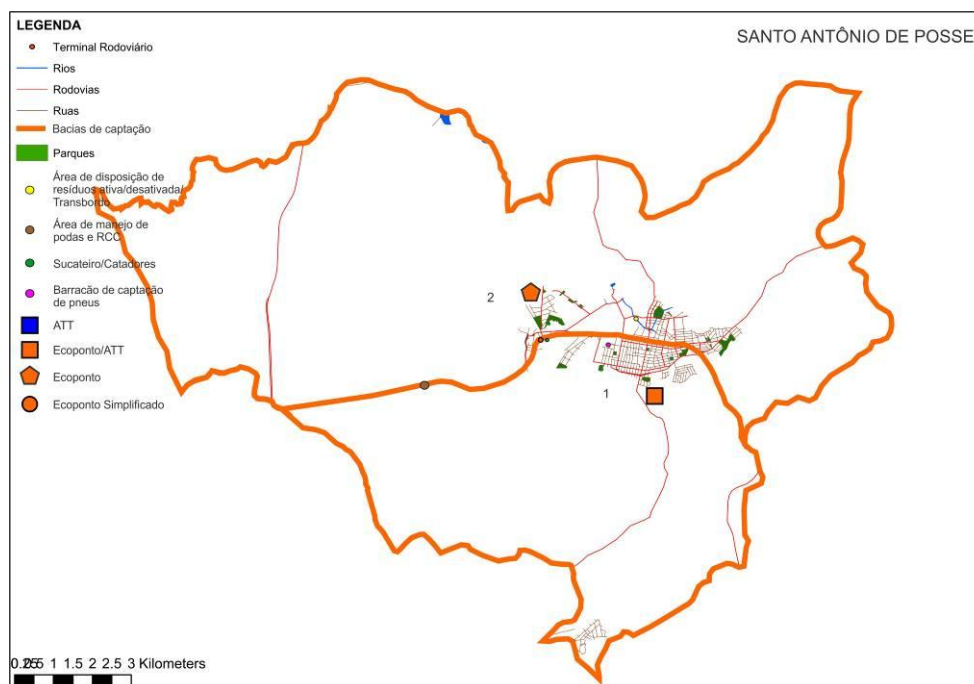 LEGENDA
SANTO ANTÔNIO DE POSSE
Terminal Rodoviário
Rios
Rodovias
Ruas
Bacias de captação
Parques
Área de disposição de
resíduos ativa/desativada/
Transbordo
Área de manejo de
podas e RCC
Sucateiro/Catadores
Barracão de captação
de pneus
ATT
Ecoponto/ATT
Ecoponto
Ecoponto Simplificado
2
1
1 1.5 2 2.5 3 Kilometers